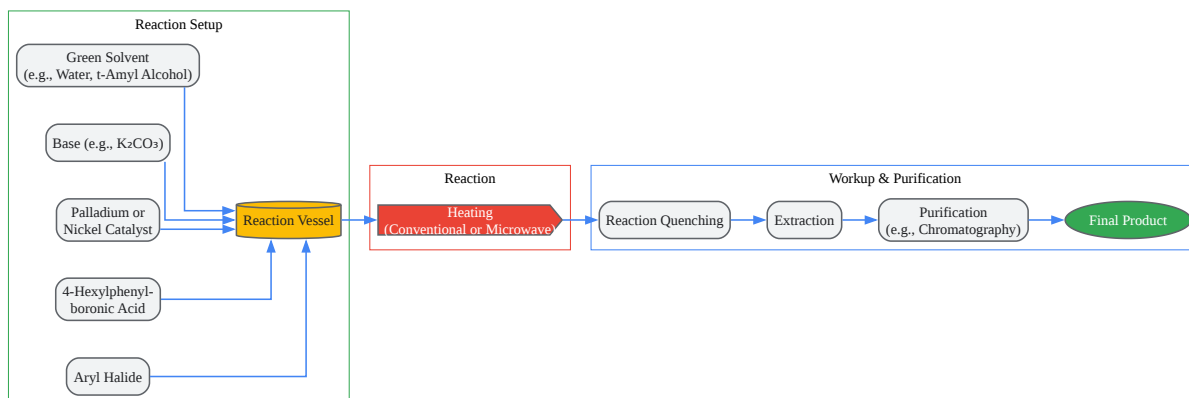 Reaction Setup
Green Solvent
(e.g., Water, t-Amyl Alcohol)
Base (e.g., K₂CO₃)
Palladium or
Nickel Catalyst
4-Hexylphenyl-
boronic Acid
Aryl Halide
Reaction Vessel
Reaction
Heating
(Conventional or Microwave)
Workup & Purification
Reaction Quenching
Extraction
Purification
(e.g., Chromatography)
Final Product